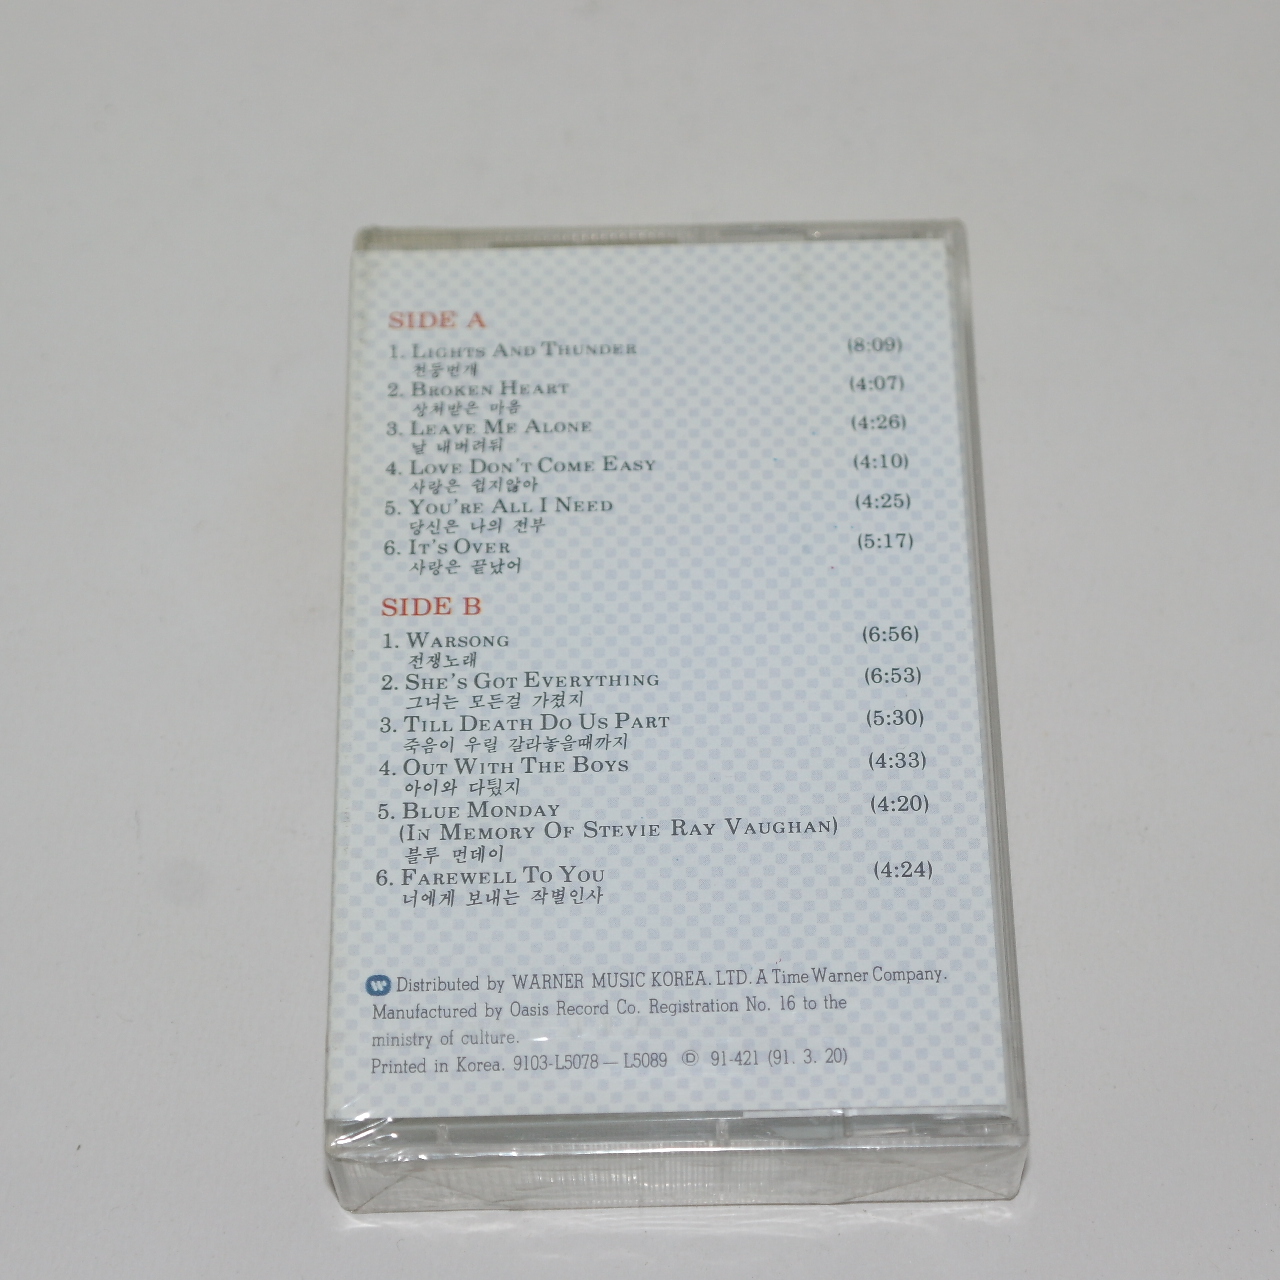 SIDE A
1. LIGHTS AND THUNDER (8:09)
천둥번개
2. BROKEN HEART (4:07)
상처받은 마음
3. LEAVE ME ALONE (4:26)
날 내버려둬
4. LOVE DON'T COME EASY (4:10)
사랑은 쉽지않아
5. YOU'RE ALL I NEED (4:25)
당신은 나의 전부
6. IT'S OVER (5:17)
사랑은 끝났어
SIDE B
1. WARSONG (6:56)
전쟁노래
2. SHE'S GOT EVERYTHING (6:53)
그녀는 모든걸 가졌지
3. TILL DEATH DO US PART (5:30)
죽음이 우릴 갈라놓을때까지
4. OUT WITH THE BOYS (4:33)
아이와 다퉜지
5. BLUE MONDAY (4:20)
(IN MEMORY OF STEVIE RAY VAUGHAN)
블루 먼데이
6. FAREWELL TO YOU (4:24)
너에게 보내는 작별인사
Distributed by WARNER MUSIC KOREA. LTD. A Time Warner Company.
Manufactured by Oasis Record Co. Registration No. 16 to the
ministry of culture.
Printed in Korea. 9103-L5078 — L5089 ℗ 91-421 (91. 3. 20)